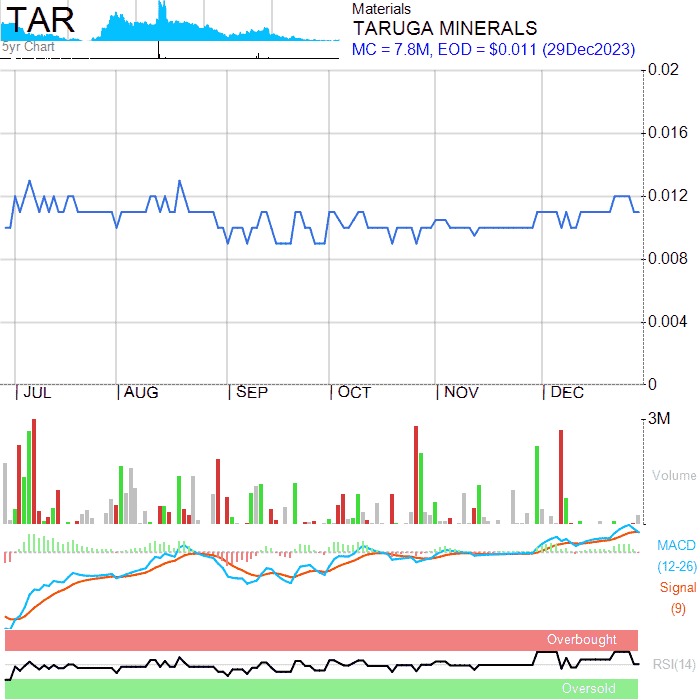 TAR
5yr Chart
Materials
TARUGA MINERALS
MC = 7.8M, EOD = $0.011 (29Dec2023)
0.02
0.016
0.012
0.008
0.004
0
JUL AUG SEP OCT NOV DEC
3M
Volume
MACD
(12-26)
Signal
(9)
Overbought
RSI(14)
Oversold